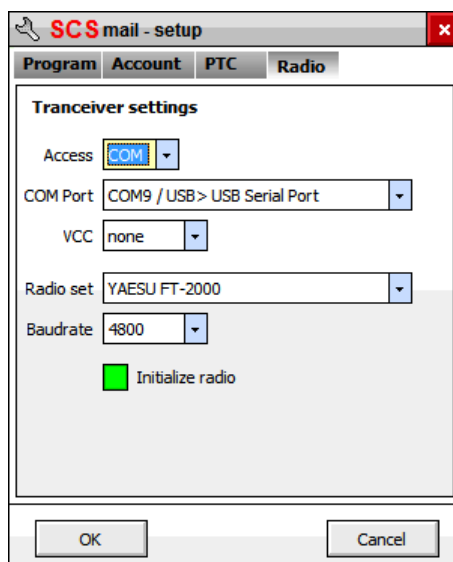 SCS mail - setup
Program Account PTC Radio
Tranceiver settings
Access COM
COM Port COM9 / USB> USB Serial Port
VCC none
Radio set YAESU FT-2000
Baudrate 4800
Initialize radio
OK Cancel